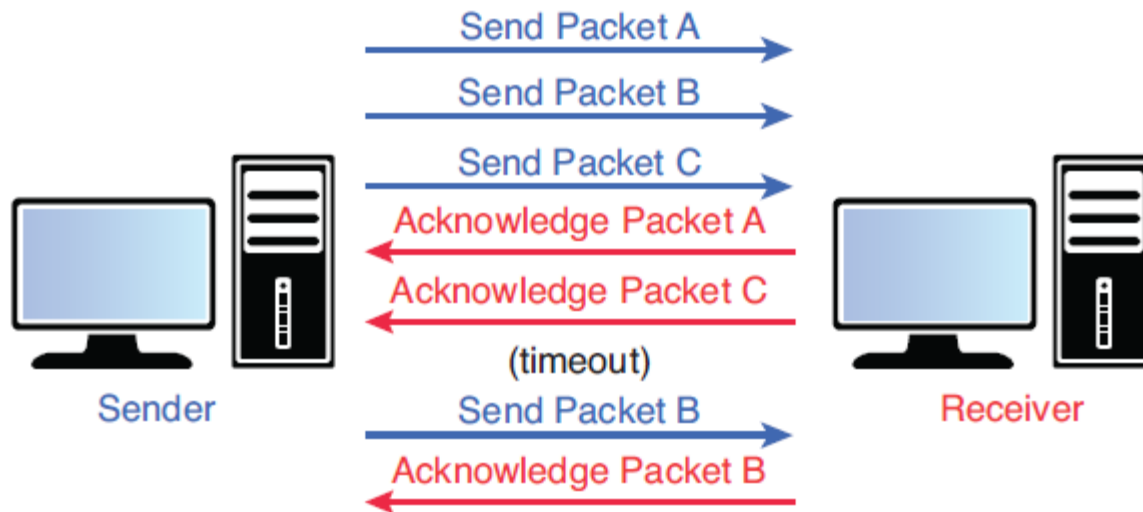 Send Packet A
Send Packet B
Send Packet C
Acknowledge Packet A
Acknowledge Packet C
(timeout)
Send Packet B
Acknowledge Packet B
Sender
Receiver